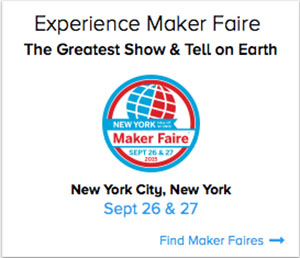 Experience Maker Faire
The Greatest Show & Tell on Earth
NEW YORK
Maker Faire
SEPT 26 & 27
2015
New York City, New York
Sept 26 & 27
Find Maker Faires